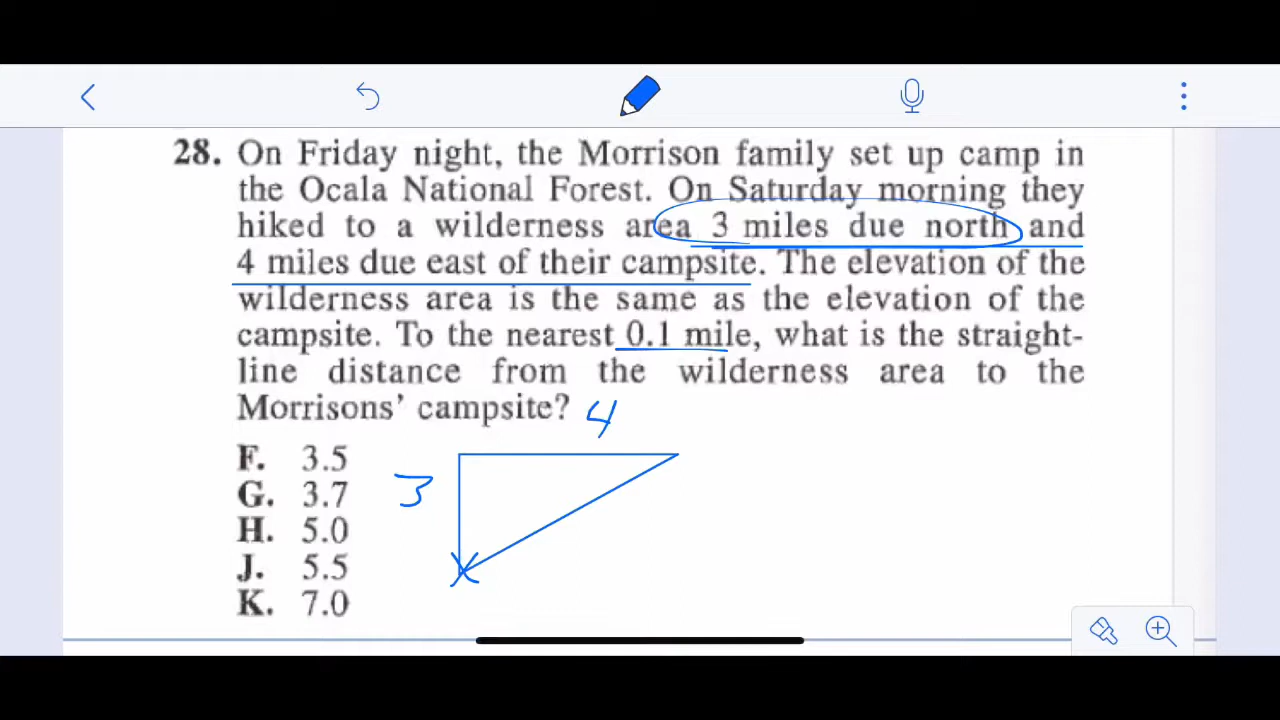 28. On Friday night, the Morrison family set up camp in
the Ocala National Forest. On Saturday morning they
hiked to a wilderness area 3 miles due north and
4 miles due east of their campsite. The elevation of the
wilderness area is the same as the elevation of the
campsite. To the nearest 0.1 mile, what is the straight-
line distance from the wilderness area to the
Morrisons' campsite?
4
F. 3.5
3
G. 3.7
H. 5.0
J. 5.5
K. 7.0